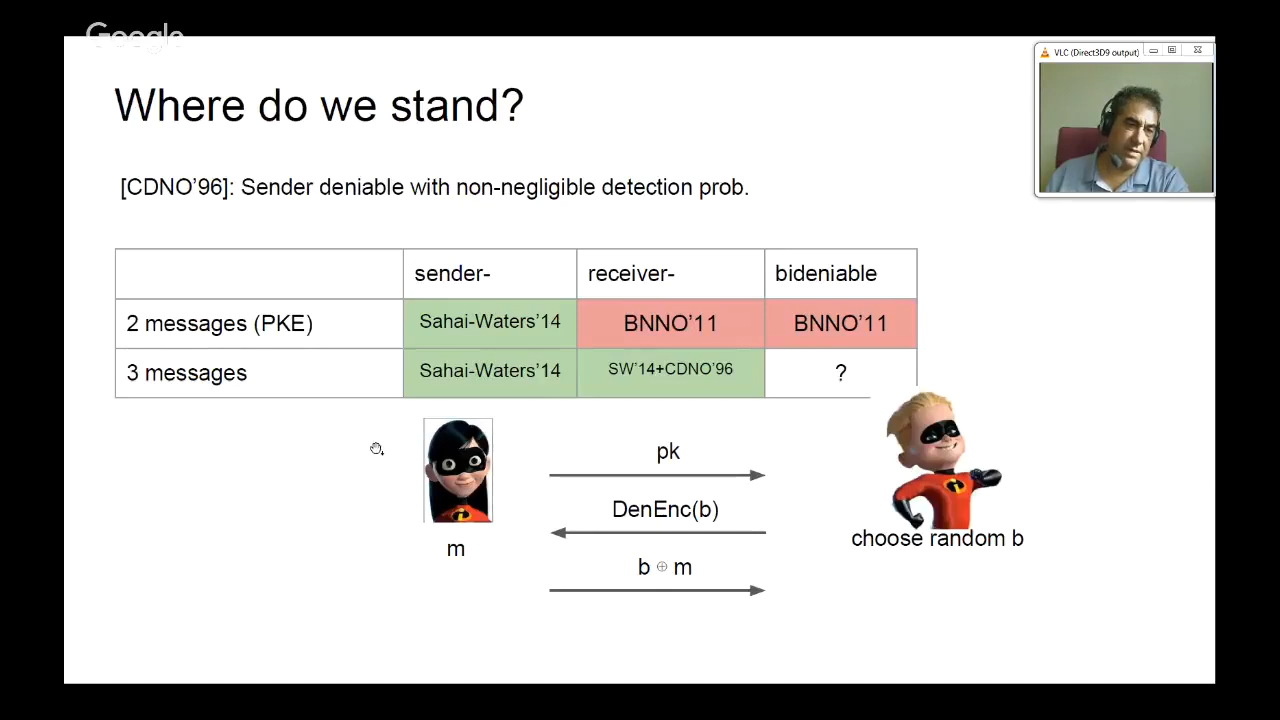 Google
VLC (Direct3D9 output)
Where do we stand?
[CDNO'96]: Sender deniable with non-negligible detection prob.
sender- receiver- bideniable
2 messages (PKE) Sahai-Waters'14 BNNO'11 BNNO'11
3 messages Sahai-Waters'14 SW'14+CDNO'96 ?
pk
DenEnc(b)
choose random b
m
b ⊕ m